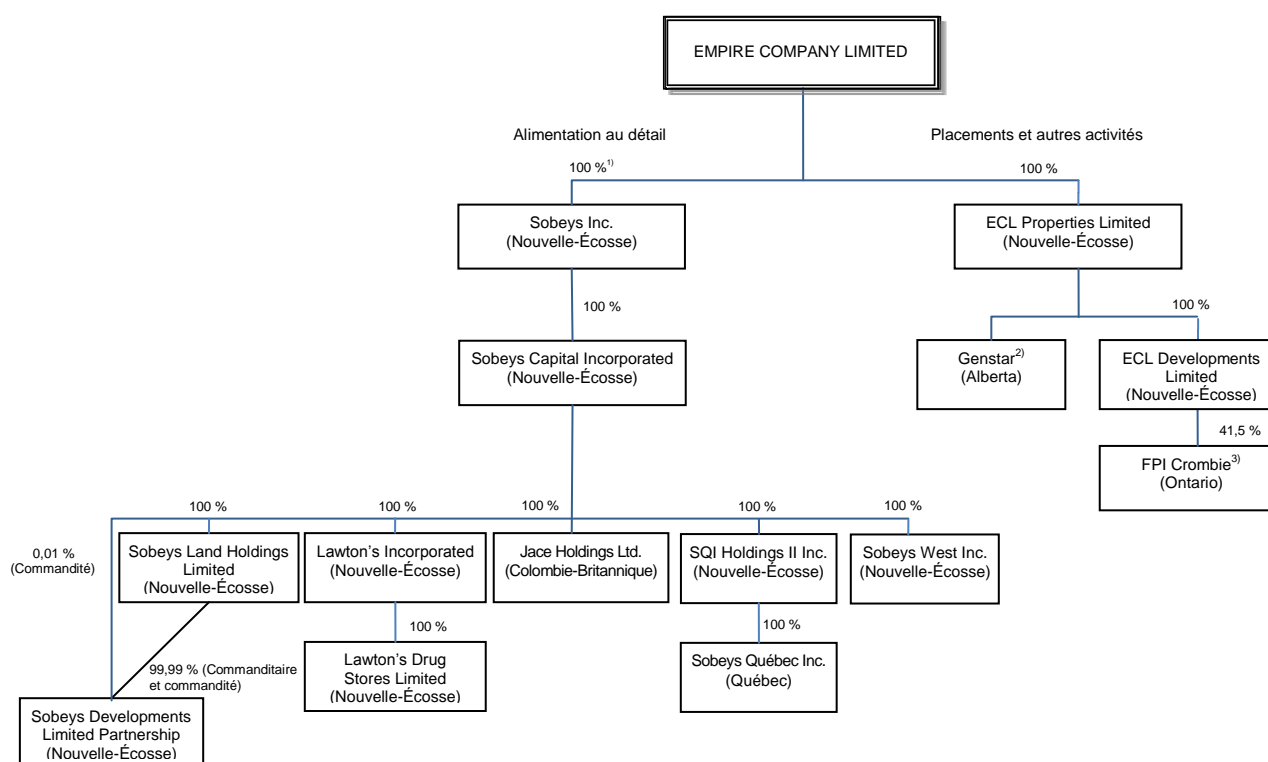 EMPIRE COMPANY LIMITED
Alimentation au détail
Placements et autres activités
100 %1)
100 %
Sobeys Inc.
(Nouvelle-Écosse)
ECL Properties Limited
(Nouvelle-Écosse)
100 %
100 %
Sobeys Capital Incorporated
(Nouvelle-Écosse)
Genstar2)
(Alberta)
ECL Developments
Limited
(Nouvelle-Écosse)
41,5 %
FPI Crombie3)
(Ontario)
100 %
100 %
100 %
100 %
100 %
0,01 %
(Commandité)
Sobeys Land Holdings
Limited
(Nouvelle-Écosse)
Lawton's Incorporated
(Nouvelle-Écosse)
Jace Holdings Ltd.
(Colombie-Britannique)
SQI Holdings II Inc.
(Nouvelle-Écosse)
Sobeys West Inc.
(Nouvelle-Écosse)
100 %
100 %
99,99 % (Commanditaire
et commandité)
Lawton's Drug
Stores Limited
(Nouvelle-Écosse)
Sobeys Québec Inc.
(Québec)
Sobeys Developments
Limited Partnership
(Nouvelle-Écosse)